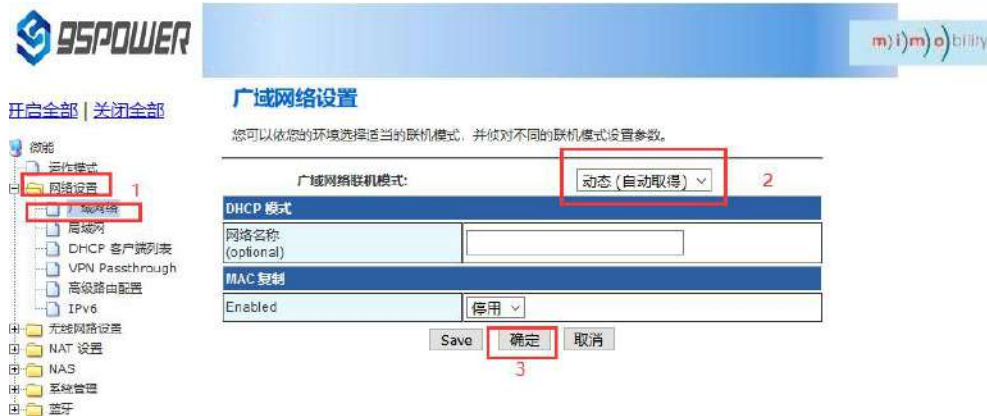 9SPOWER
m)i)m)o)bility
开启全部 | 关闭全部
微能
运作模式
网络设置
1
广域网络
局域网
DHCP 客户端列表
VPN Passthrough
高级路由配置
IPv6
无线网路设置
NAT 设置
NAS
系统管理
蓝牙
广域网络设置
您可以依您的环境选择适当的联机模式，并侦对不同的联机模式设置参数。
广域网络联机模式:
动态 (自动取得)
2
DHCP 模式
网络名称
(optional)
MAC 复制
Enabled
停用
Save
确定
取消
3